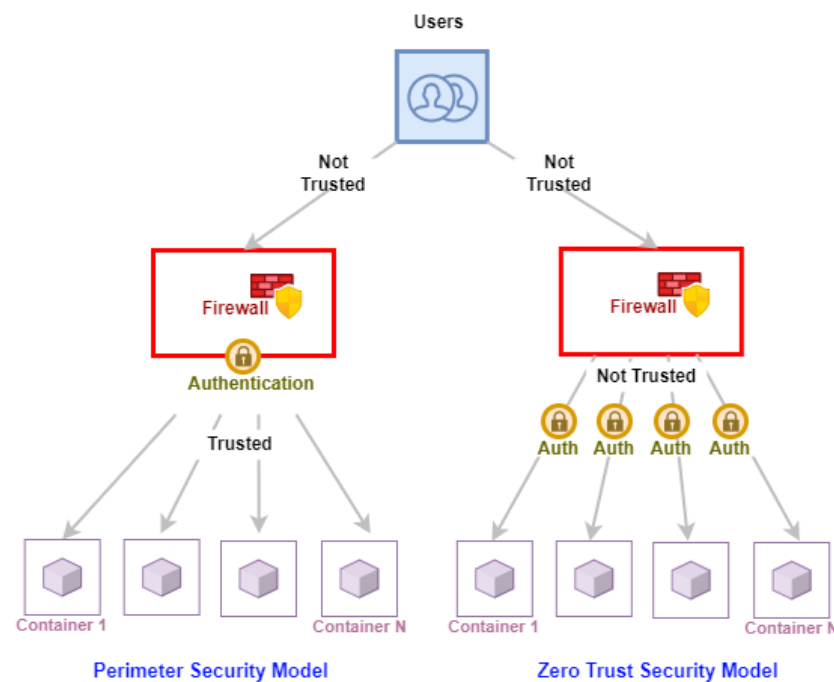 Users
Not
Trusted
Not
Trusted
Firewall
Firewall
Authentication
Trusted
Not Trusted
Auth
Auth
Auth
Auth
Container 1
Container N
Container 1
Container N
Perimeter Security Model
Zero Trust Security Model